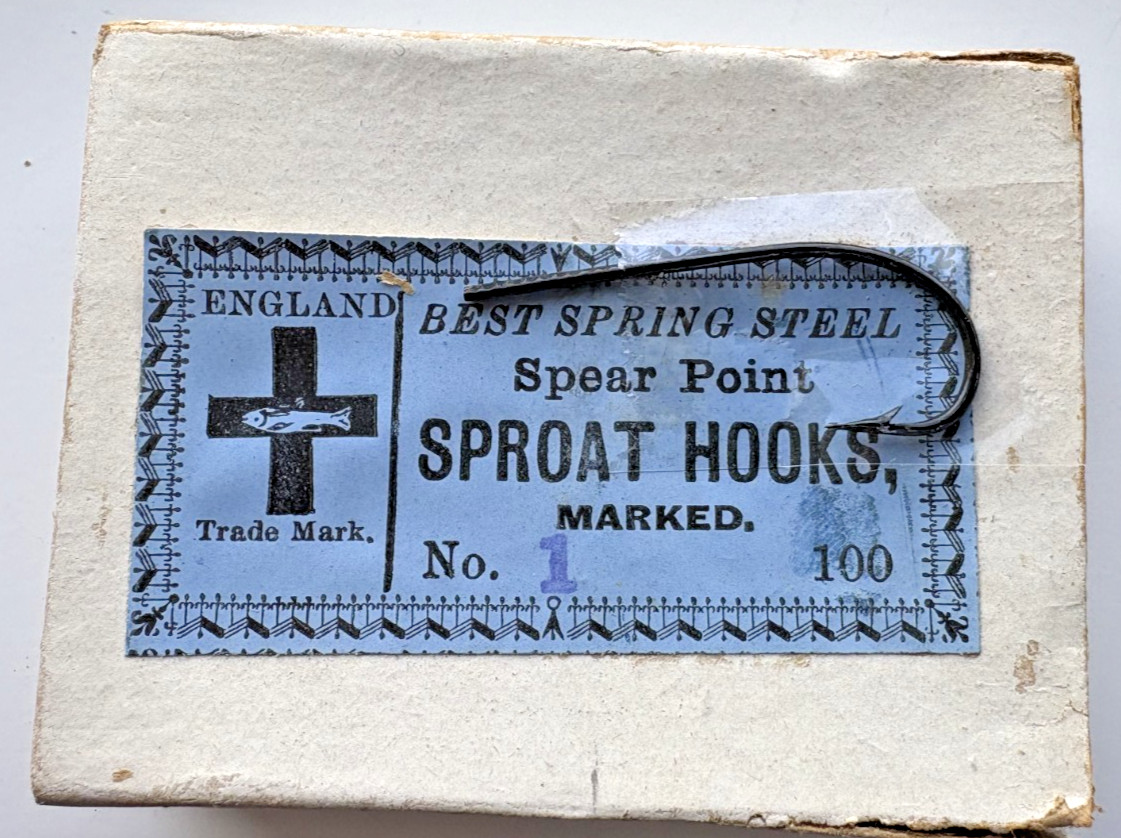 ENGLAND
Trade Mark.
BEST SPRING STEEL
Spear Point
SPROAT HOOKS,
MARKED.
No. 1 100